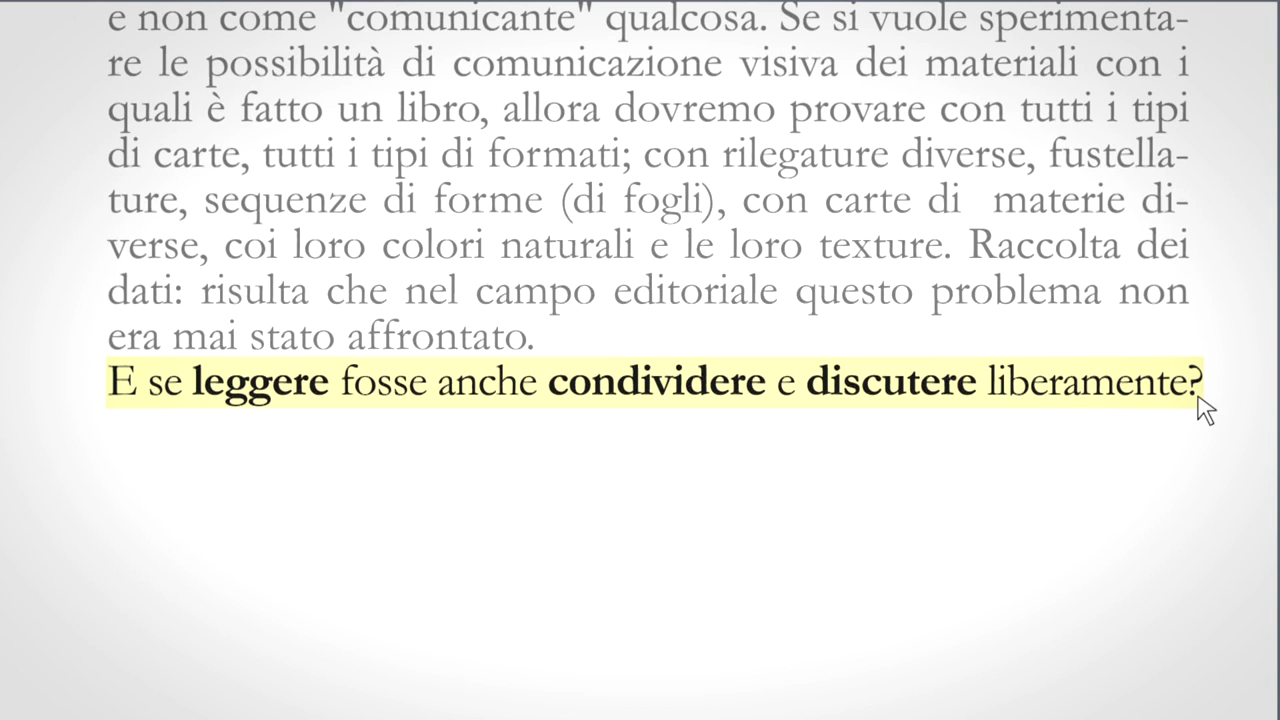 e non come "comunicante" qualcosa. Se si vuole sperimenta-
re le possibilità di comunicazione visiva dei materiali con i
quali è fatto un libro, allora dovremo provare con tutti i tipi
di carte, tutti i tipi di formati; con rilegature diverse, fustella-
ture, sequenze di forme (di fogli), con carte di materie di-
verse, coi loro colori naturali e le loro texture. Raccolta dei
dati: risulta che nel campo editoriale questo problema non
era mai stato affrontato.
E se leggere fosse anche condividere e discutere liberamente?